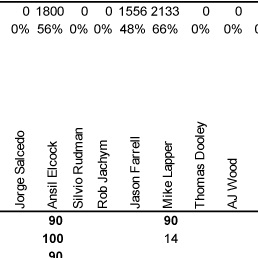 0 1800 0 0 1556 2133 0 0
0% 56% 0% 0% 48% 66% 0% 0%
Jorge Salcedo
Ansil Elcock
Silvio Rudman
Rob Jachym
Jason Farrell
Mike Lapper
Thomas Dooley
AJ Wood
90 90
100 14
90